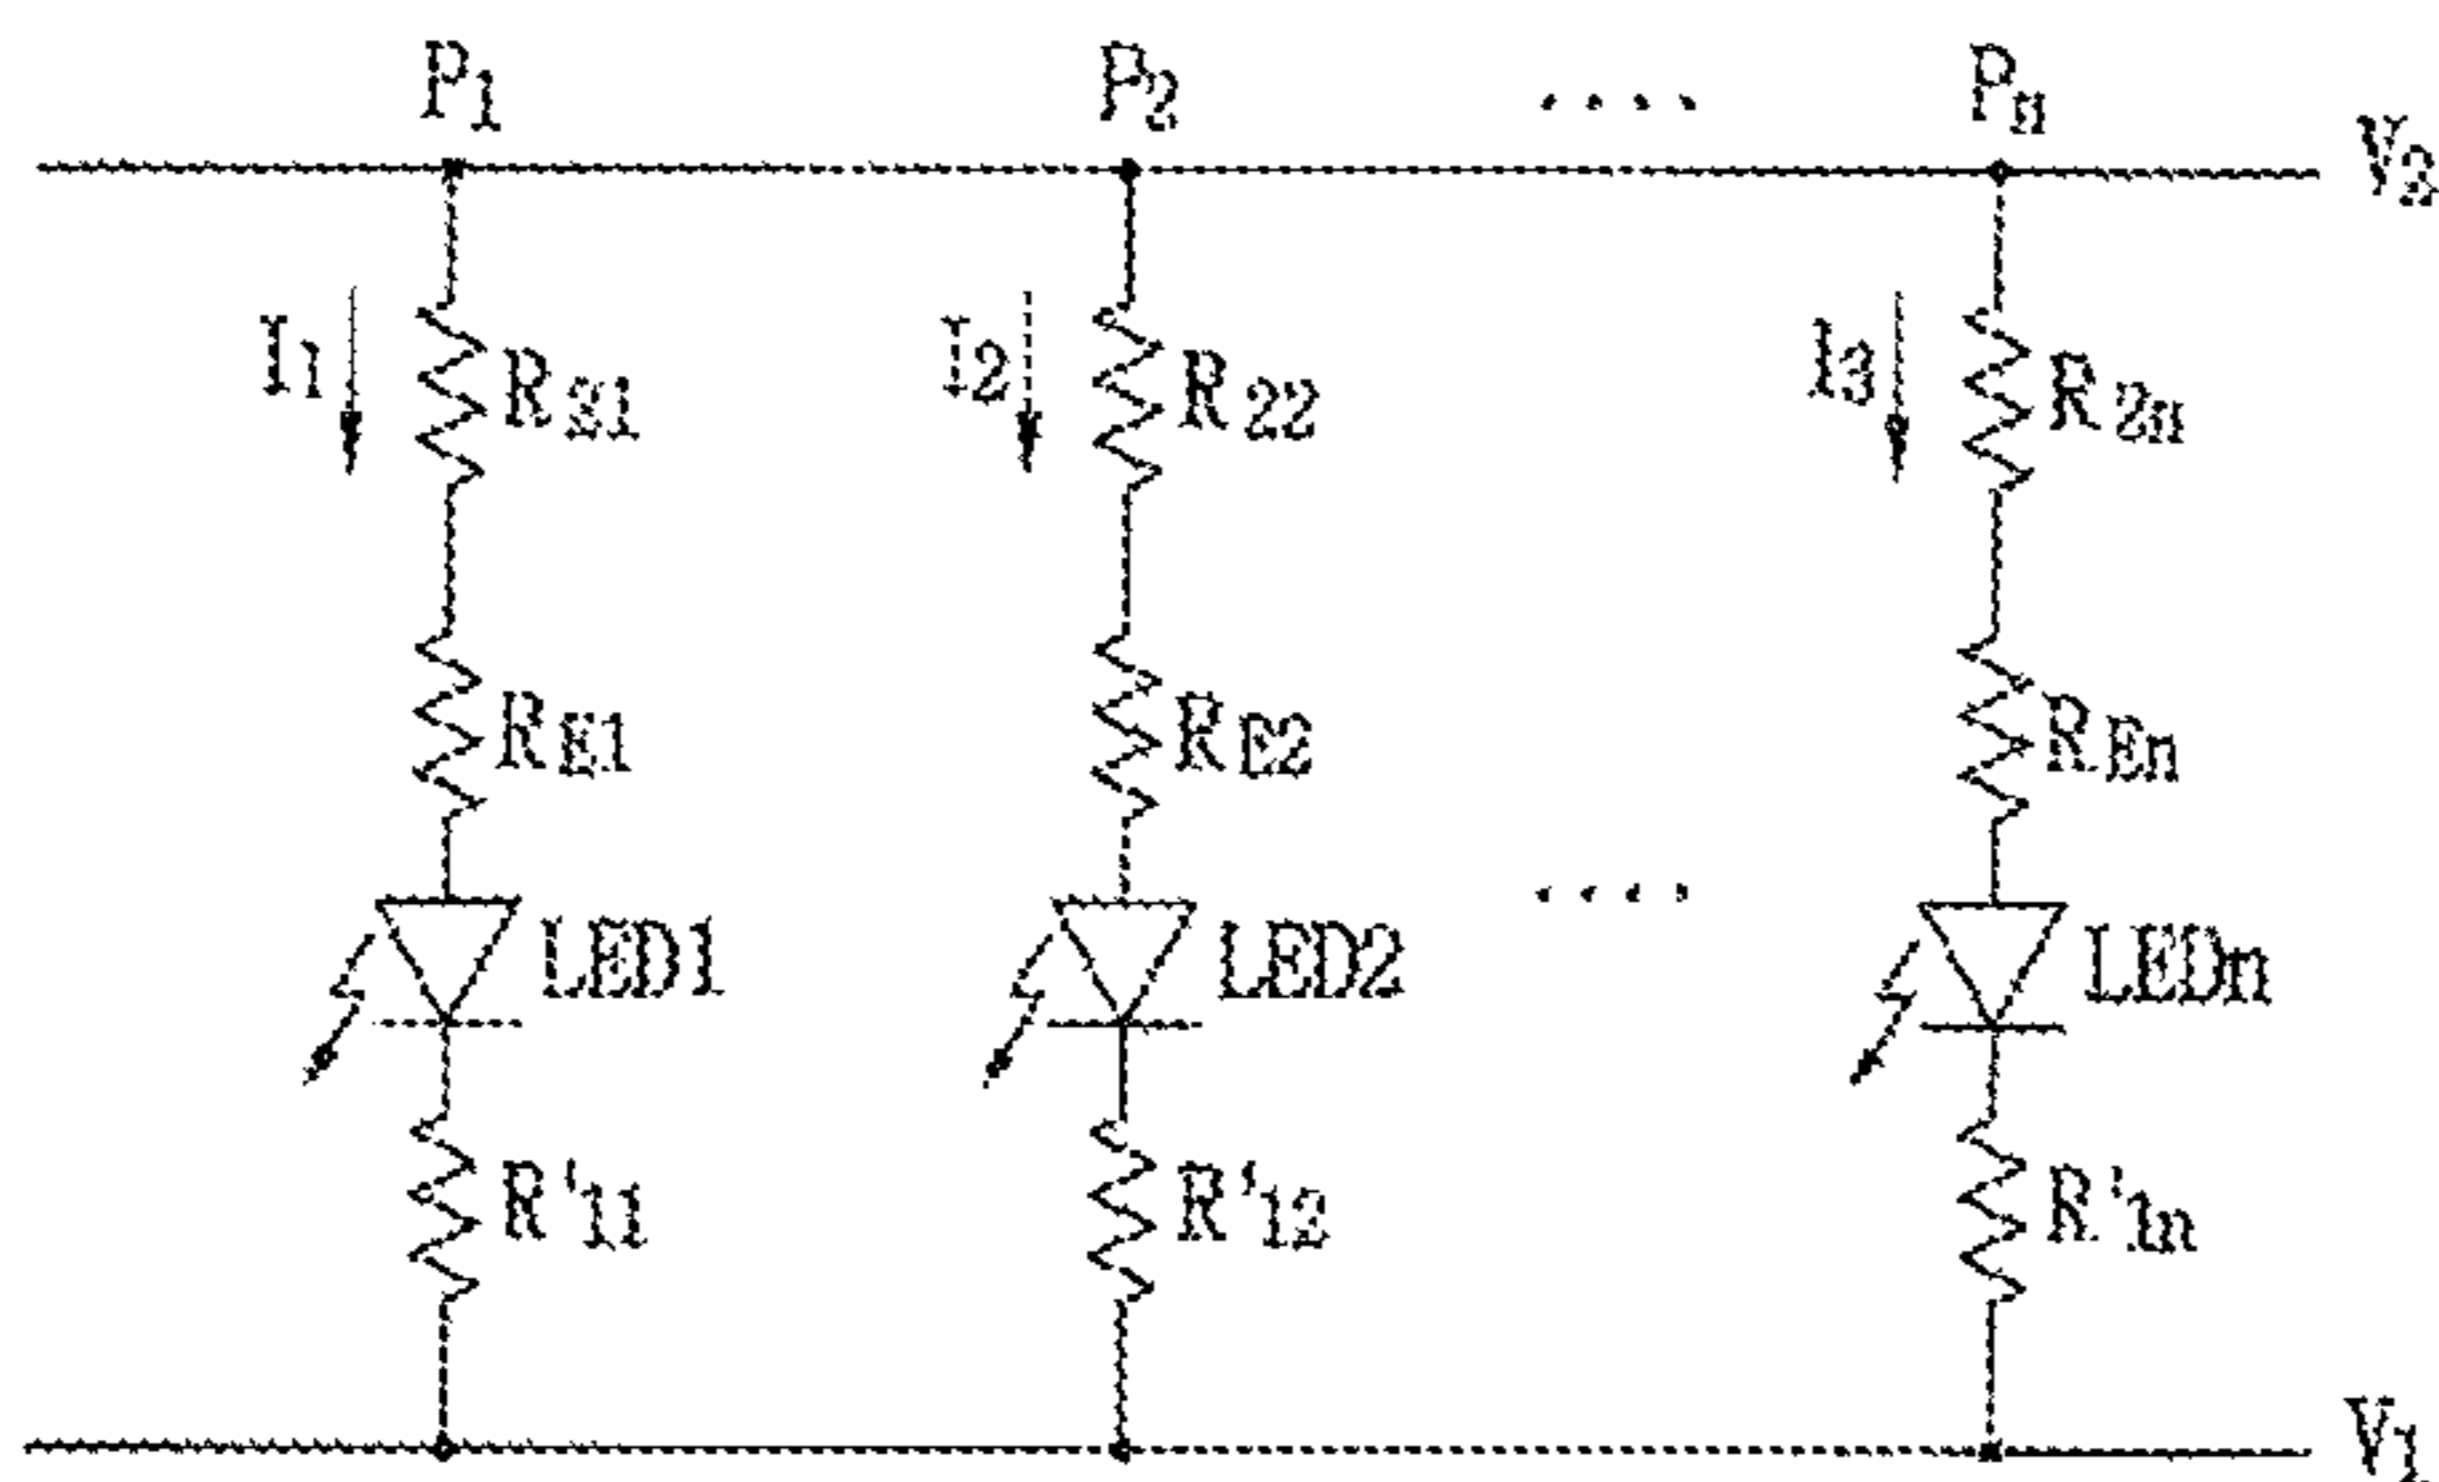 P1 P2 .... Pn
V2
I1 R21 I2 R22 I3 R2n
RE1 RE2 REn
LED1 LED2 .... LEDn
R'11 R'12 R'1n
V1